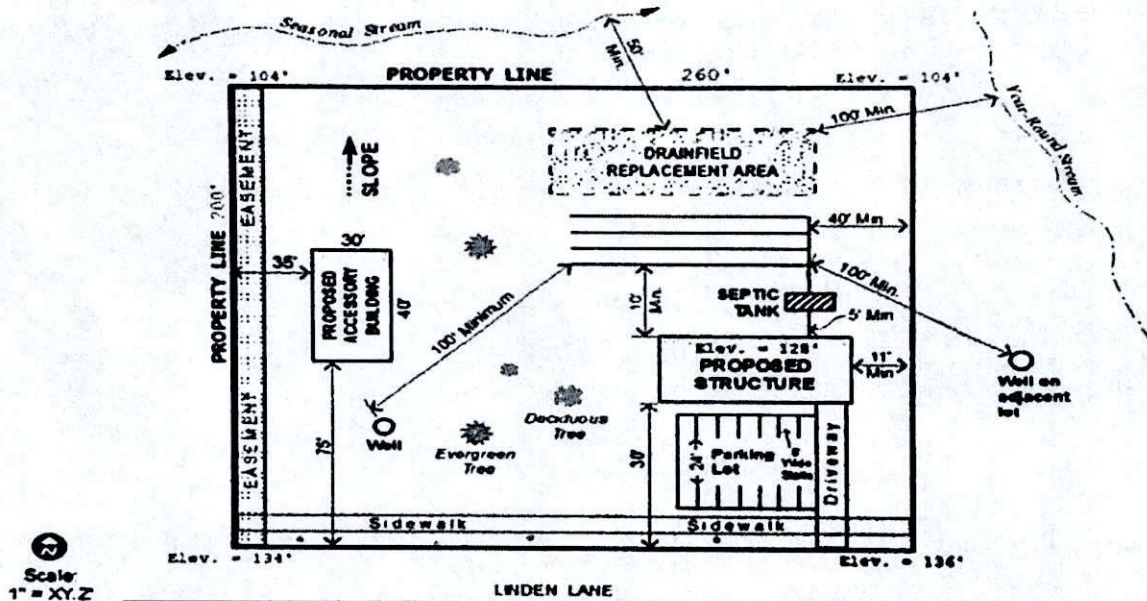 Seasonal Stream
55' Min
Elev. = 104'
PROPERTY LINE
260'
Elev. = 104'
100' Min
Year-Round Stream
EASEMENT
SLOPE
DRAINFIELD
REPLACEMENT AREA
PROPERTY LINE 200'
30'
40' Min
35'
PROPOSED
ACCESSORY
BUILDING
40'
100' Minimum
10' Min.
SEPTIC
TANK
100' Min.
5' Min
Elev. = 128'
PROPOSED
STRUCTURE
11'
Min
Well on
adjacent
lot
EASEMENT
75'
Well
Deciduous
Tree
Evergreen
Tree
30'
24'
Parking
Lot
Wide
Driveway
Sidewalk
Sidewalk
Elev. = 134'
Elev. = 136'
Scale:
1" = XY.Z'
LINDEN LANE